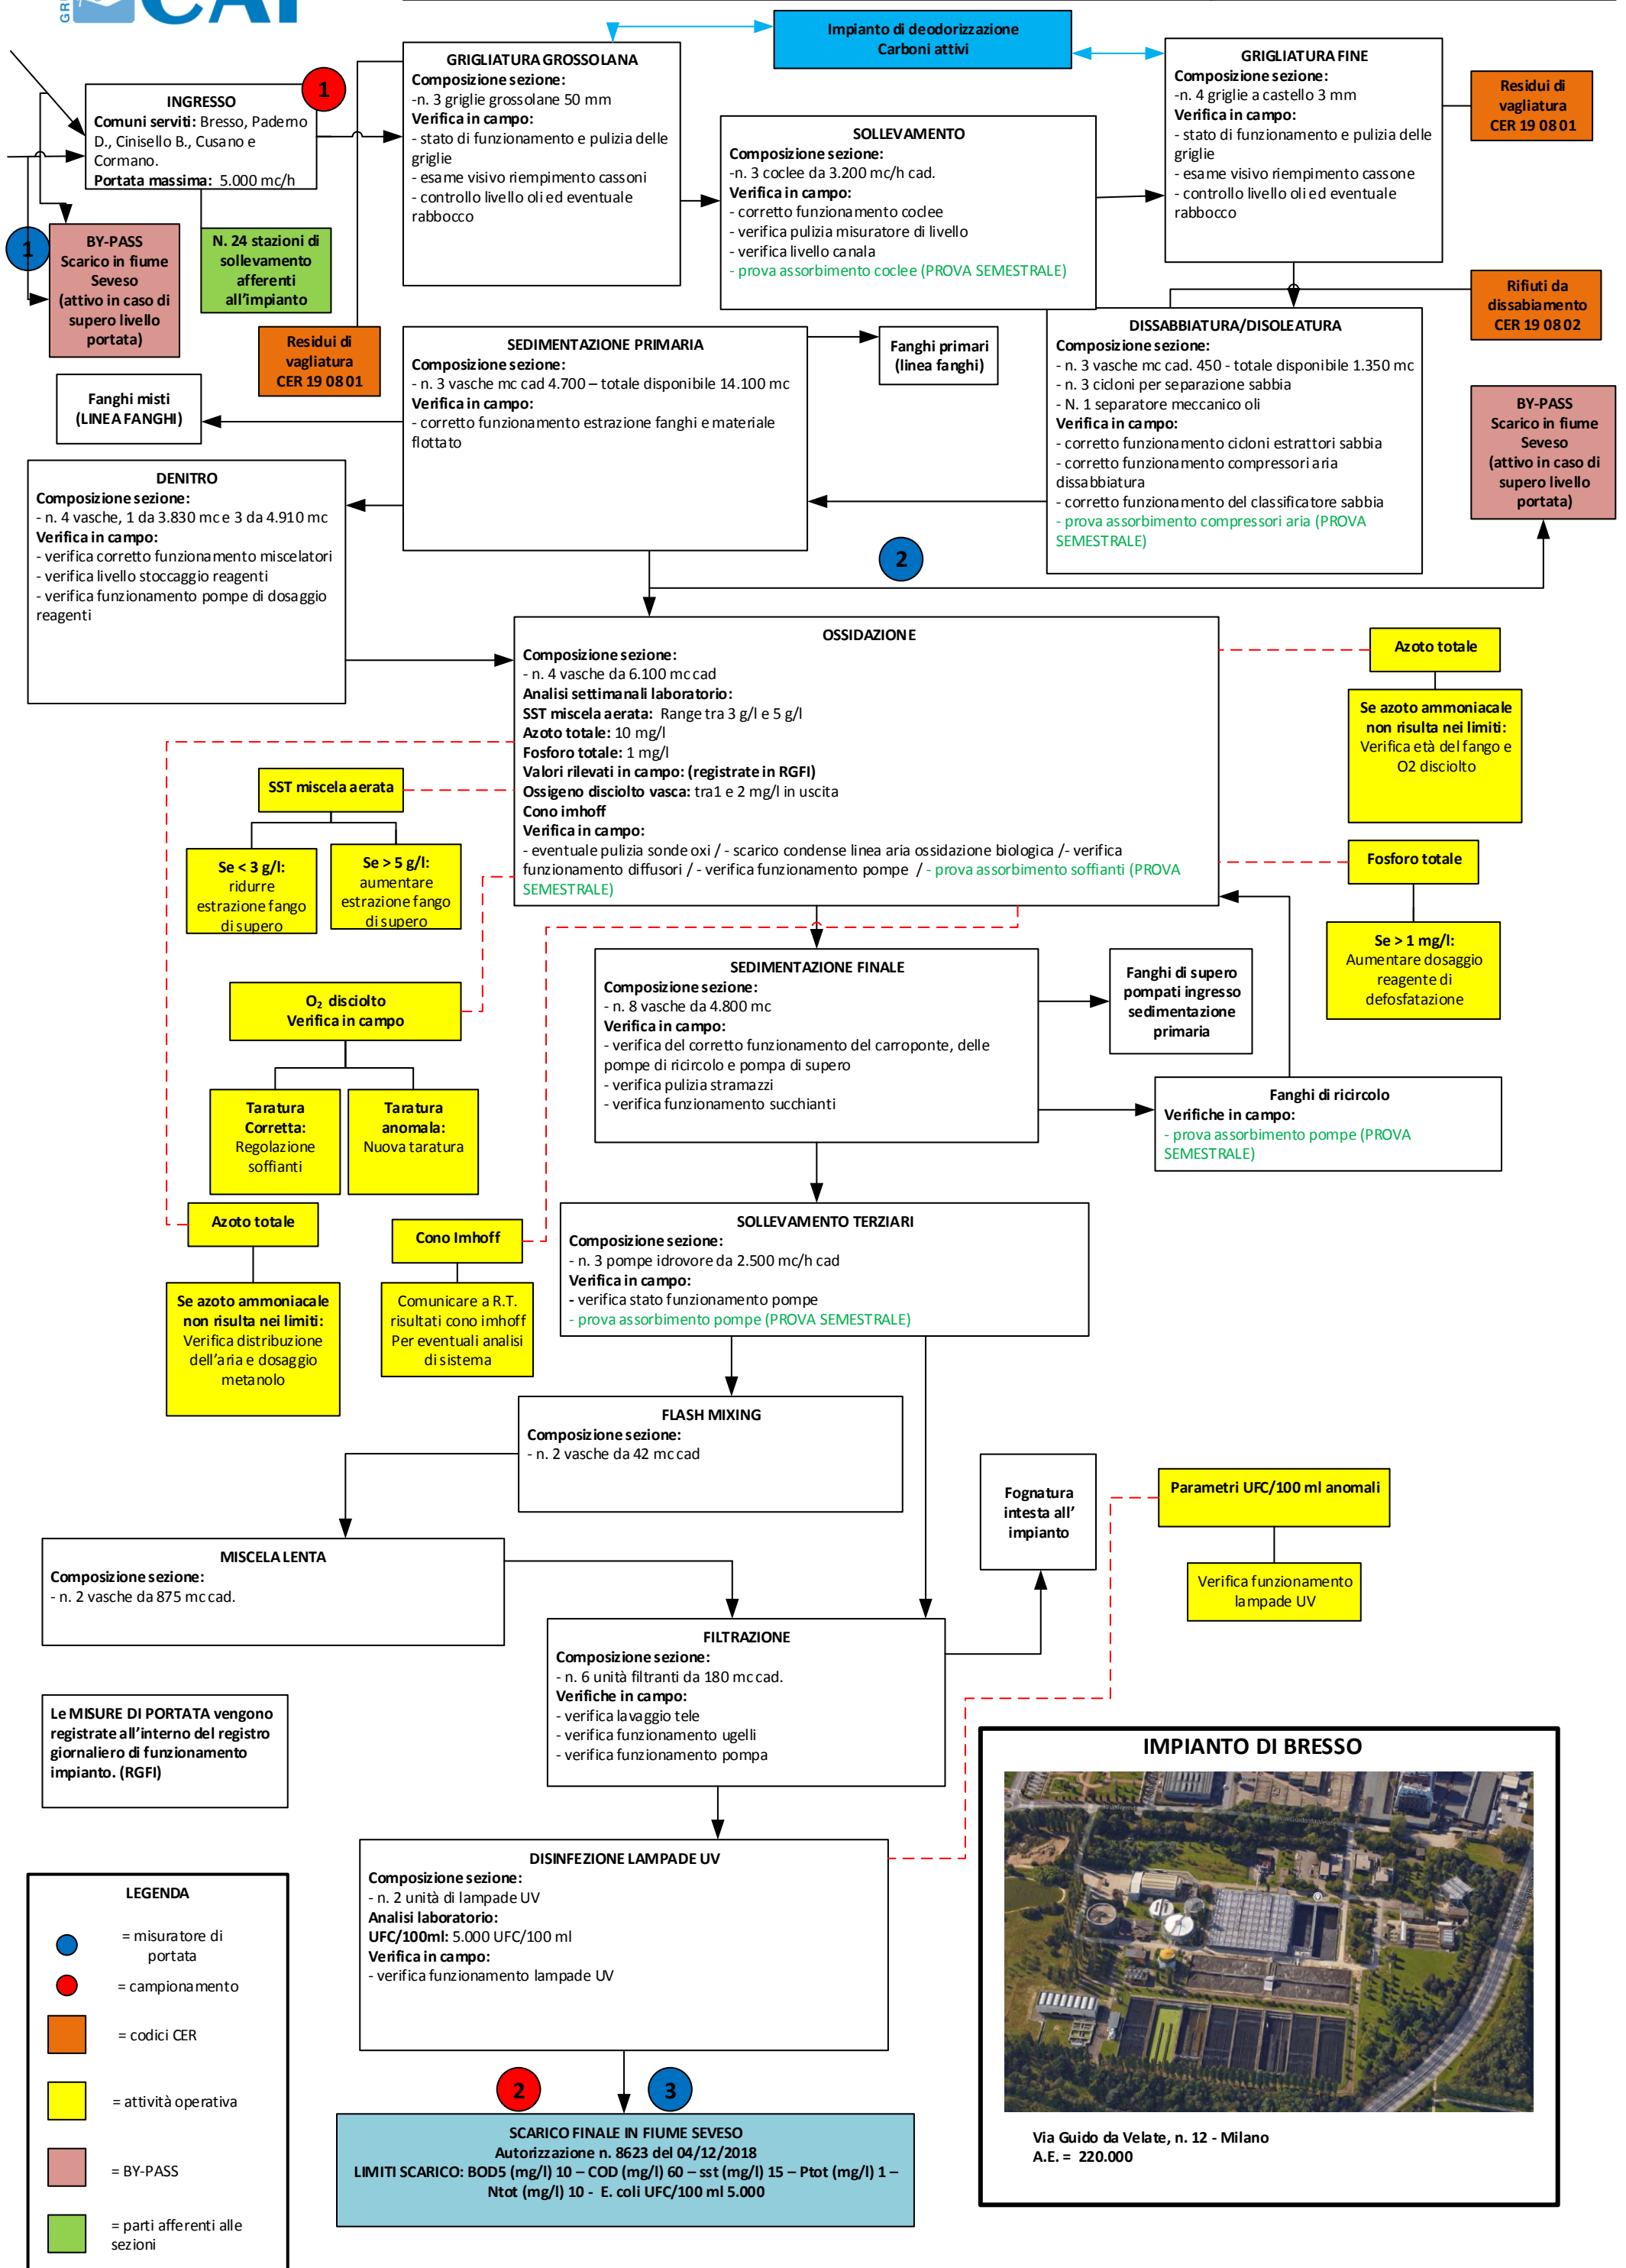 CAP
Impianto di deodorizzazione
Carboni attivi
1
INGRESSO
Comuni serviti: Bresso, Paderno
D., Cinisello B., Cusano e
Cormano.
Portata massima: 5.000 mc/h
GRIGLIATURA GROSSOLANA
Composizione sezione:
-n. 3 griglie grossolane 50 mm
Verifica in campo:
- stato di funzionamento e pulizia delle
griglie
- esame visivo riempimento cassoni
- controllo livello oli ed eventuale
rabbocco
SOLLEVAMENTO
Composizione sezione:
-n. 3 coclee da 3.200 mc/h cad.
Verifica in campo:
- corretto funzionamento coclee
- verifica pulizia misuratore di livello
- verifica livello canala
- prova assorbimento coclee (PROVA SEMESTRALE)
GRIGLIATURA FINE
Composizione sezione:
-n. 4 griglie a castello 3 mm
Verifica in campo:
- stato di funzionamento e pulizia delle
griglie
- esame visivo riempimento cassone
- controllo livello oli ed eventuale
rabbocco
Residui di
vagliatura
CER 19 08 01
1
BY-PASS
Scarico in fiume
Seveso
(attivo in caso di
supero livello
portata)
N. 24 stazioni di
sollevamento
afferenti
all'impianto
Residui di
vagliatura
CER 19 08 01
Rifiuti da
dissabiamento
CER 19 08 02
SEDIMENTAZIONE PRIMARIA
Composizione sezione:
- n. 3 vasche mc cad 4.700 – totale disponibile 14.100 mc
Verifica in campo:
- corretto funzionamento estrazione fanghi e materiale
flottato
Fanghi primari
(linea fanghi)
DISSABBIATURA/DISOLEATURA
Composizione sezione:
- n. 3 vasche mc cad. 450 - totale disponibile 1.350 mc
- n. 3 cicloni per separazione sabbia
- N. 1 separatore meccanico oli
Verifica in campo:
- corretto funzionamento cicloni estrattori sabbia
- corretto funzionamento compressori aria
dissabbiatura
- corretto funzionamento del classificatore sabbia
- prova assorbimento compressori aria (PROVA
SEMESTRALE)
Fanghi misti
(LINEA FANGHI)
BY-PASS
Scarico in fiume
Seveso
(attivo in caso di
supero livello
portata)
DENITRO
Composizione sezione:
- n. 4 vasche, 1 da 3.830 mc e 3 da 4.910 mc
Verifica in campo:
- verifica corretto funzionamento miscelatori
- verifica livello stoccaggio reagenti
- verifica funzionamento pompe di dosaggio
reagenti
2
OSSIDAZIONE
Composizione sezione:
- n. 4 vasche da 6.100 mc cad
Analisi settimanali laboratorio:
SST miscela aerata: Range tra 3 g/l e 5 g/l
Azoto totale: 10 mg/l
Fosforo totale: 1 mg/l
Valori rilevati in campo: (registrate in RGFI)
Ossigeno disciolto vasca: tra1 e 2 mg/l in uscita
Cono imhoff
Verifica in campo:
- eventuale pulizia sonde oxi / - scarico condense linea aria ossidazione biologica /- verifica
funzionamento diffusori / - verifica funzionamento pompe / - prova assorbimento soffianti (PROVA
SEMESTRALE)
Azoto totale
Se azoto ammoniacale
non risulta nei limiti:
Verifica età del fango e
O2 disciolto
SST miscela aerata
Se < 3 g/l:
ridurre
estrazione fango
di supero
Se > 5 g/l:
aumentare
estrazione fango
di supero
Fosforo totale
Se > 1 mg/l:
Aumentare dosaggio
reagente di
defosfatazione
SEDIMENTAZIONE FINALE
Composizione sezione:
- n. 8 vasche da 4.800 mc
Verifica in campo:
- verifica del corretto funzionamento del carroponte, delle
pompe di ricircolo e pompa di supero
- verifica pulizia stramazzi
- verifica funzionamento succhianti
Fanghi di supero
pompati ingresso
sedimentazione
primaria
O2 disciolto
Verifica in campo
Taratura
Corretta:
Regolazione
soffianti
Taratura
anomala:
Nuova taratura
Fanghi di ricircolo
Verifiche in campo:
- prova assorbimento pompe (PROVA
SEMESTRALE)
Azoto totale
Se azoto ammoniacale
non risulta nei limiti:
Verifica distribuzione
dell'aria e dosaggio
metanolo
Cono Imhoff
Comunicare a R.T.
risultati cono imhoff
Per eventuali analisi
di sistema
SOLLEVAMENTO TERZIARI
Composizione sezione:
- n. 3 pompe idrovore da 2.500 mc/h cad
Verifica in campo:
- verifica stato funzionamento pompe
- prova assorbimento pompe (PROVA SEMESTRALE)
FLASH MIXING
Composizione sezione:
- n. 2 vasche da 42 mc cad
Fognatura
intesta all'
impianto
Parametri UFC/100 ml anomali
Verifica funzionamento
lampade UV
MISCELA LENTA
Composizione sezione:
- n. 2 vasche da 875 mc cad.
FILTRAZIONE
Composizione sezione:
- n. 6 unità filtranti da 180 mc cad.
Verifiche in campo:
- verifica lavaggio tele
- verifica funzionamento ugelli
- verifica funzionamento pompa
Le MISURE DI PORTATA vengono
registrate all'interno del registro
giornaliero di funzionamento
impianto. (RGFI)
IMPIANTO DI BRESSO
Via Guido da Velate, n. 12 - Milano
A.E. = 220.000
DISINFEZIONE LAMPADE UV
Composizione sezione:
- n. 2 unità di lampade UV
Analisi laboratorio:
UFC/100ml: 5.000 UFC/100 ml
Verifica in campo:
- verifica funzionamento lampade UV
LEGENDA
= misuratore di
portata
= campionamento
= codici CER
= attività operativa
= BY-PASS
= parti afferenti alle
sezioni
2
3
SCARICO FINALE IN FIUME SEVESO
Autorizzazione n. 8623 del 04/12/2018
LIMITI SCARICO: BOD5 (mg/l) 10 – COD (mg/l) 60 – sst (mg/l) 15 – Ptot (mg/l) 1 –
Ntot (mg/l) 10 - E. coli UFC/100 ml 5.000